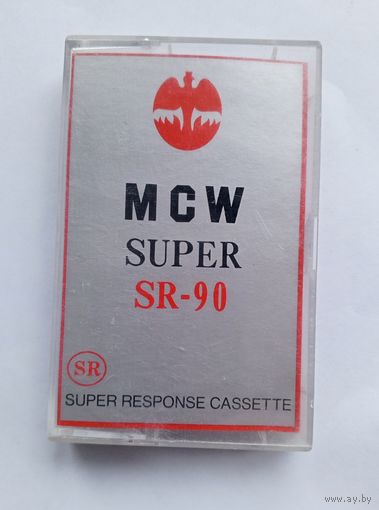 MCW
SUPER
SR-90
SR
SUPER RESPONSE CASSETTE
www.ay.by